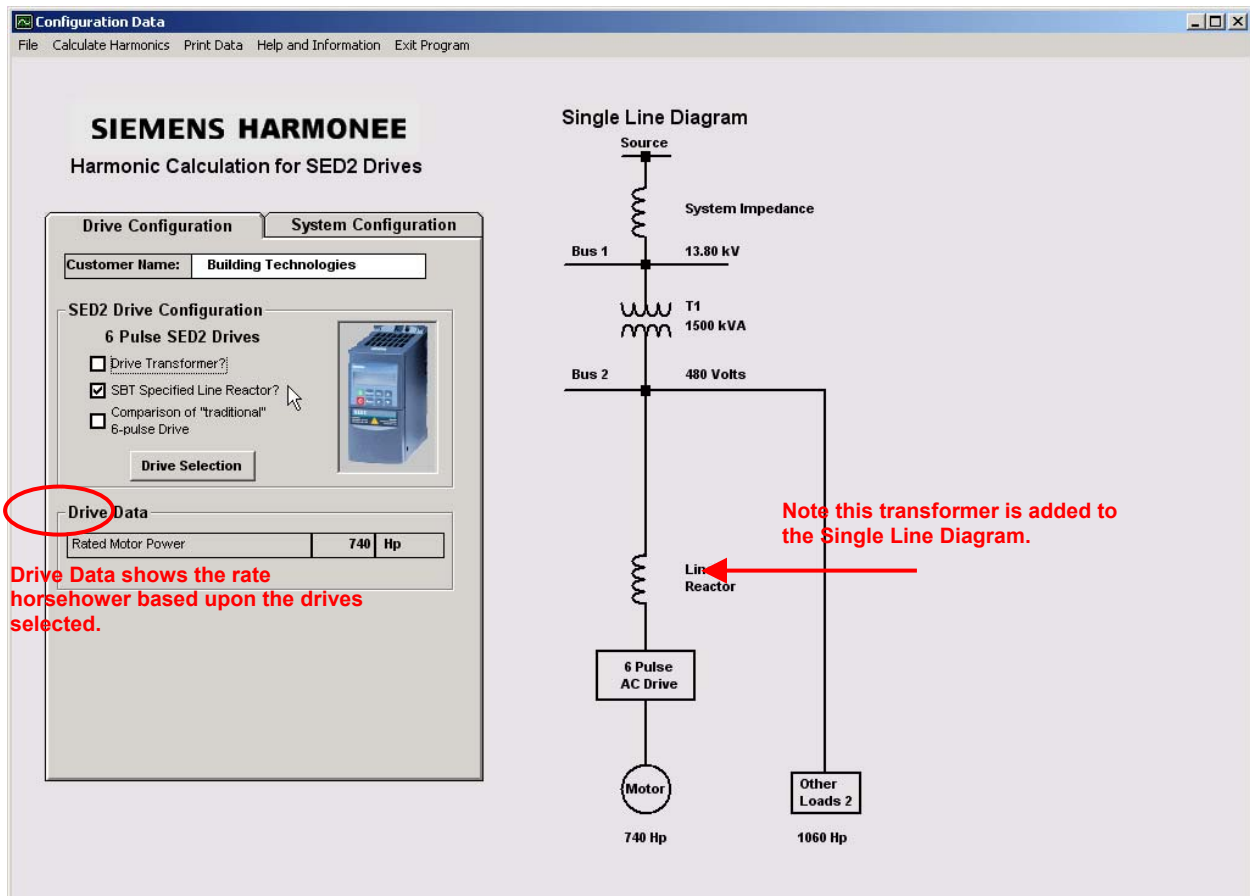 Configuration Data
File Calculate Harmonics Print Data Help and Information Exit Program
SIEMENS HARMONEE
Harmonic Calculation for SED2 Drives
Drive Configuration System Configuration
Customer Name: Building Technologies
SED2 Drive Configuration
6 Pulse SED2 Drives
Drive Transformer?
SBT Specified Line Reactor?
Comparison of "traditional"
6-pulse Drive
Drive Selection
Drive Data
Rated Motor Power 740 Hp
Drive Data shows the rate
horsehower based upon the drives
selected.
Single Line Diagram
Source
System Impedance
Bus 1 13.80 kV
T1
1500 kVA
Bus 2 480 Volts
Note this transformer is added to
the Single Line Diagram.
Line
Reactor
6 Pulse
AC Drive
Motor
740 Hp
Other
Loads 2
1060 Hp